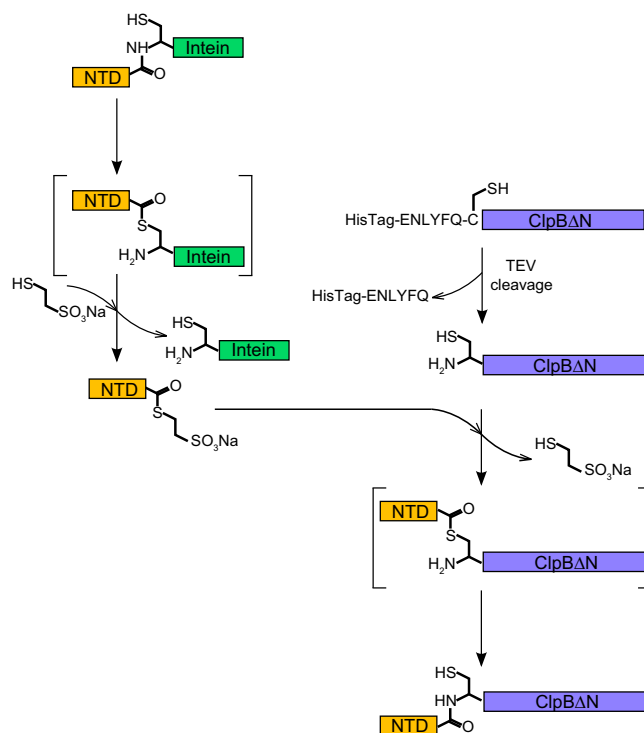 HS
NH
Intein
NTD
O
NTD
O
S
H₂N
Intein
HS
SO₃Na
HS
H₂N
Intein
NTD
O
S
SO₃Na
SH
HisTag-ENLYFQ-C
ClpBΔN
TEV
cleavage
HisTag-ENLYFQ
HS
H₂N
ClpBΔN
HS
SO₃Na
NTD
O
S
H₂N
ClpBΔN
HS
HN
ClpBΔN
NTD
O